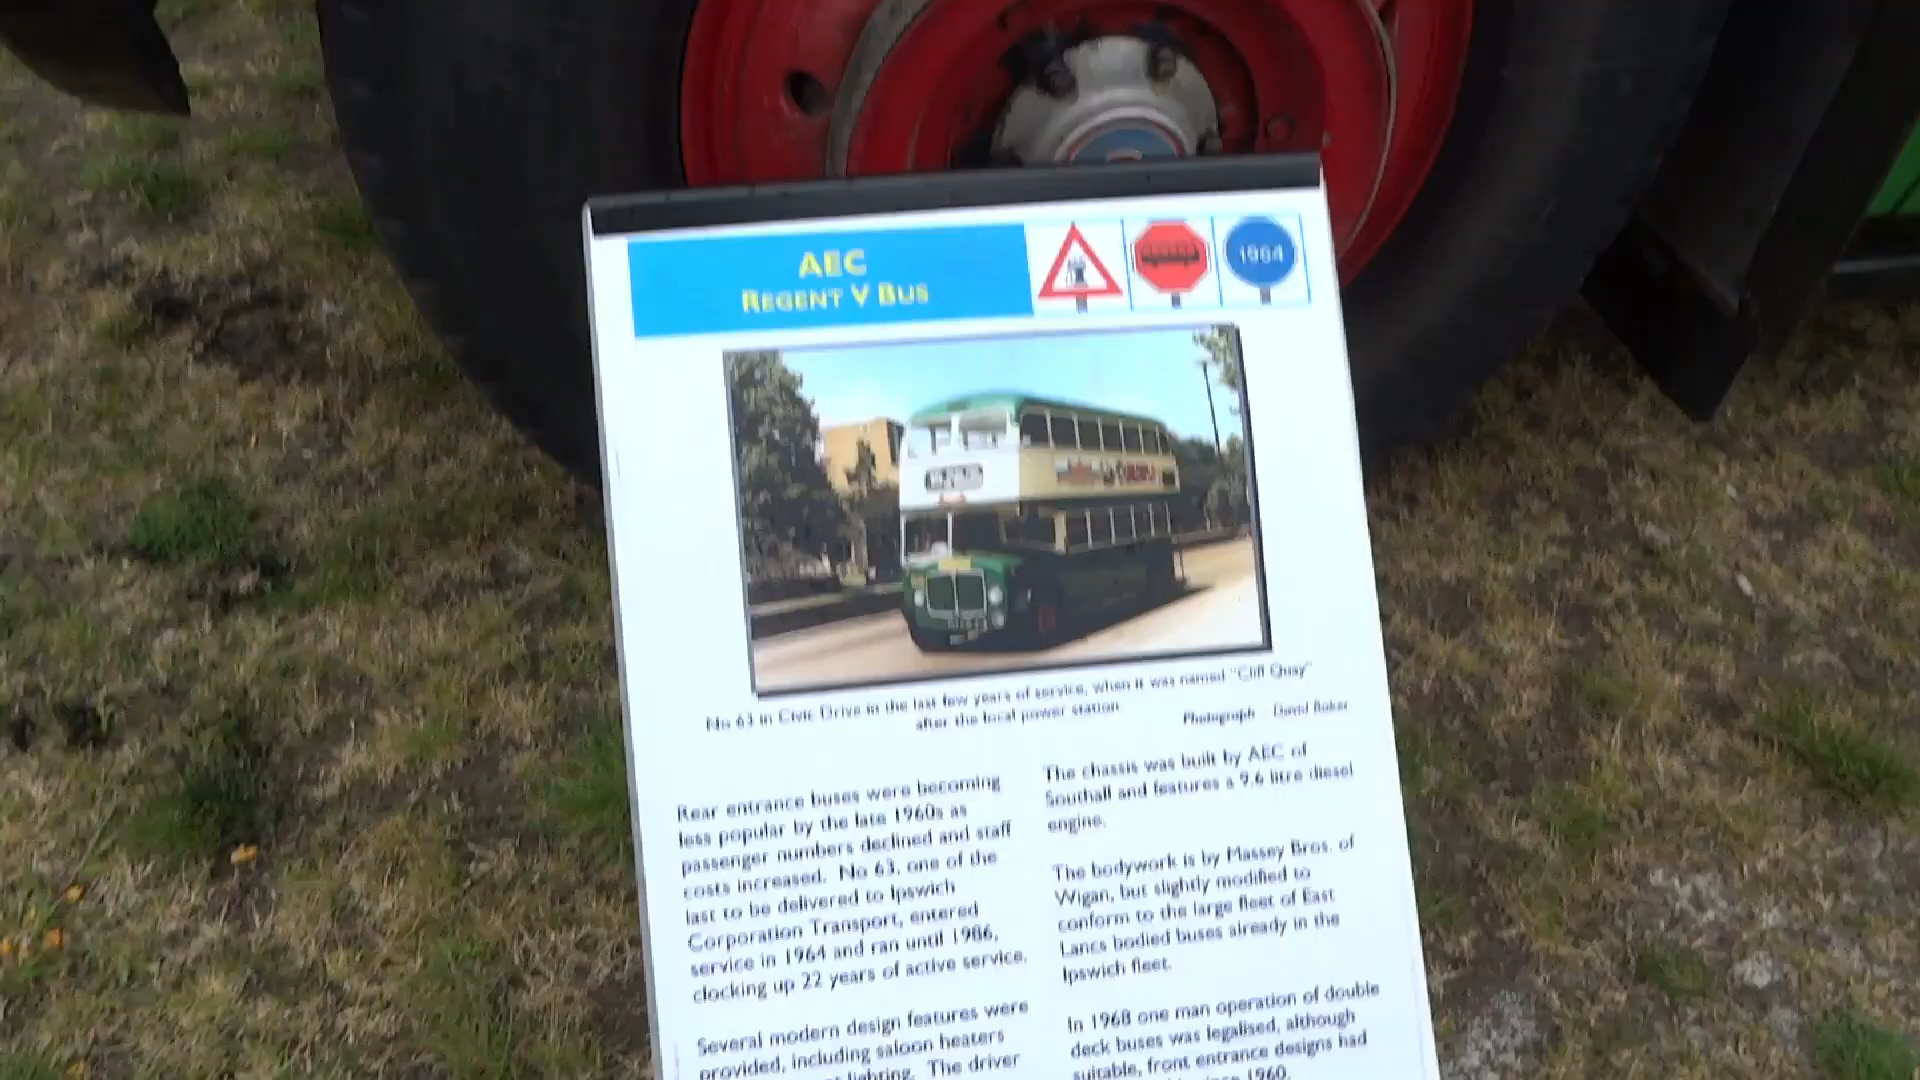 AEC
REGENT V BUS
1964
No 63 in Civic Drive in the last few years of service, when it was named "Cliff Quay"
after the local power station
Photograph David Baker
Rear entrance buses were becoming
less popular by the late 1960s as
passenger numbers declined and staff
costs increased. No 63, one of the
last to be delivered to Ipswich
Corporation Transport, entered
service in 1964 and ran until 1986,
clocking up 22 years of active service.
Several modern design features were
provided, including saloon heaters
lighting. The driver
The chassis was built by AEC of
Southall and features a 9.6 litre diesel
engine.
The bodywork is by Massey Bros. of
Wigan, but slightly modified to
conform to the large fleet of East
Lancs bodied buses already in the
Ipswich fleet.
In 1968 one man operation of double
deck buses was legalised, although
suitable, front entrance designs had
since 1960.